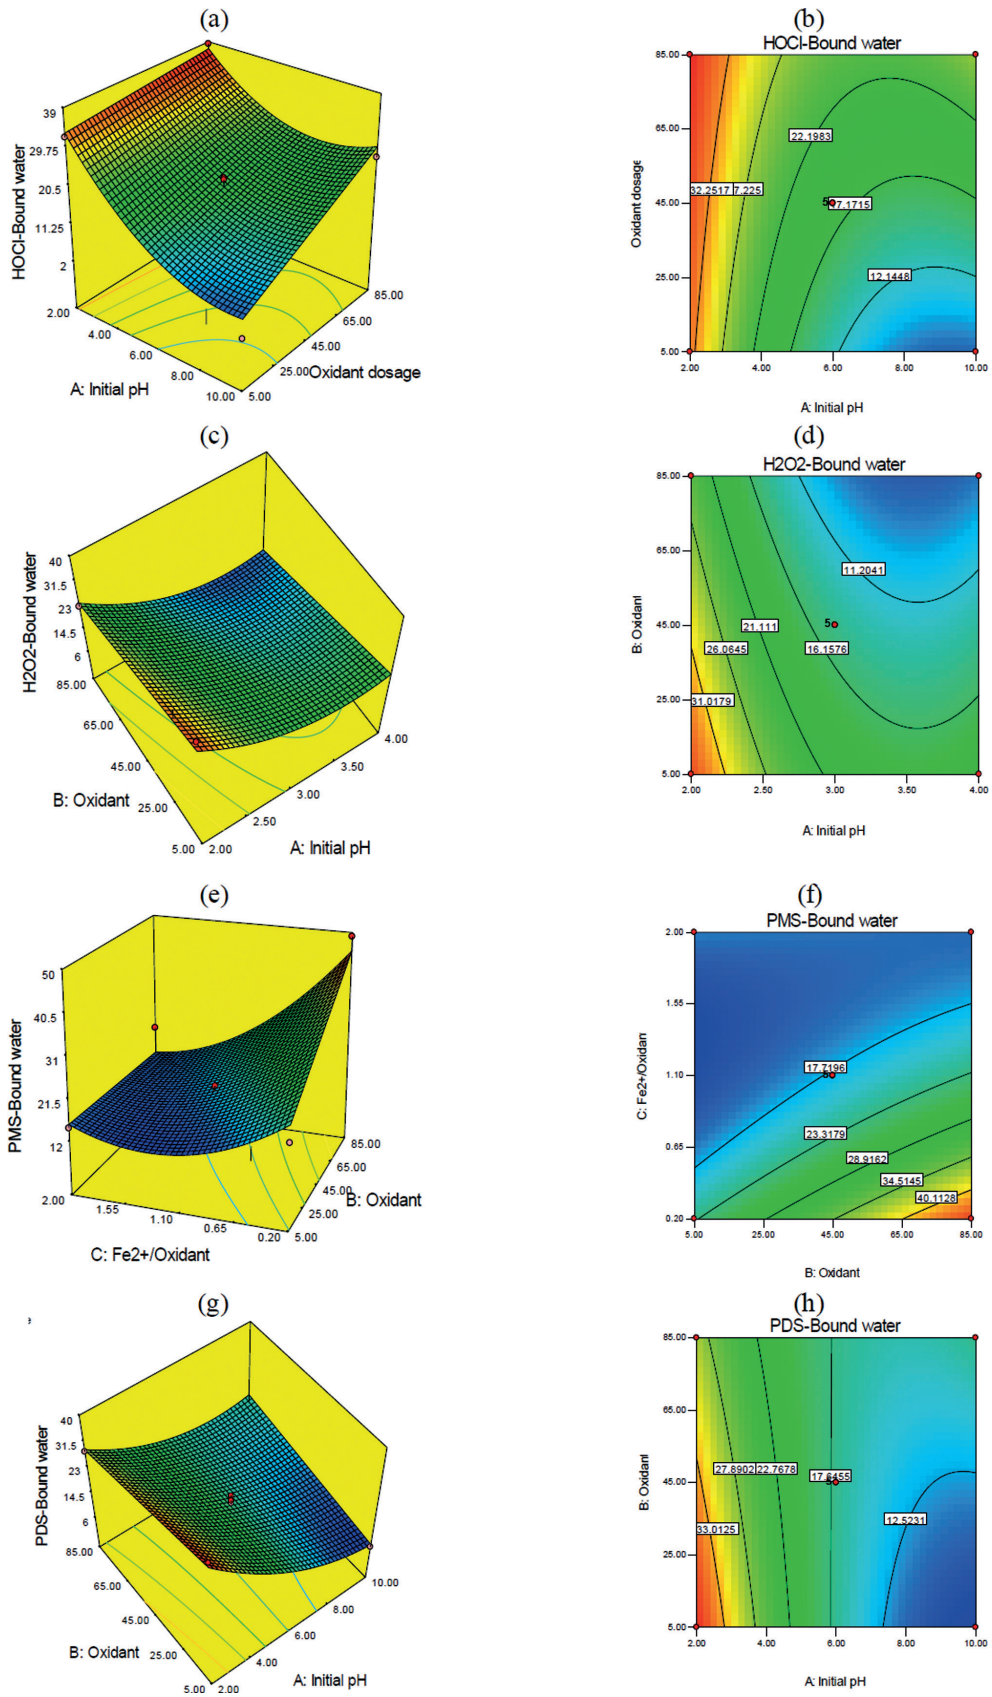 (a)
39
29.75
20.5
11.25
2
HOCl-Bound water
2.00
4.00
6.00
8.00
10.00
A: Initial pH
5.00
25.00
45.00
65.00
85.00
Oxidant dosage
(b)
HOCl-Bound water
85.00
65.00
45.00
25.00
5.00
Oxidant dosage
22.1983
32.2517
7.225
5
17.1715
12.1448
2.00 4.00 6.00 8.00 10.00
A: Initial pH
(c)
40
31.5
23
14.5
6
H2O2-Bound water
85.00
65.00
45.00
25.00
5.00
B: Oxidant
2.00
2.50
3.00
3.50
4.00
A: Initial pH
(d)
H2O2-Bound water
85.00
65.00
45.00
25.00
5.00
B: Oxidant
11.2041
5
21.111
26.0645
16.1576
31.0179
2.00 2.50 3.00 3.50 4.00
A: Initial pH
(e)
50
40.5
31
21.5
12
PMS-Bound water
2.00
1.55
1.10
0.65
0.20
C: Fe2+/Oxidant
5.00
25.00
45.00
65.00
85.00
B: Oxidant
(f)
PMS-Bound water
2.00
1.55
1.10
0.65
0.20
C: Fe2+/Oxidant
17.7196
5
23.3179
28.9162
34.5145
40.1128
5.00 25.00 45.00 65.00 85.00
B: Oxidant
(g)
40
31.5
23
14.5
6
PDS-Bound water
85.00
65.00
45.00
25.00
5.00
B: Oxidant
2.00
4.00
6.00
8.00
10.00
A: Initial pH
(h)
PDS-Bound water
85.00
65.00
45.00
25.00
5.00
B: Oxidant
27.8902
22.7678
17.6455
5
12.5231
33.0125
2.00 4.00 6.00 8.00 10.00
A: Initial pH